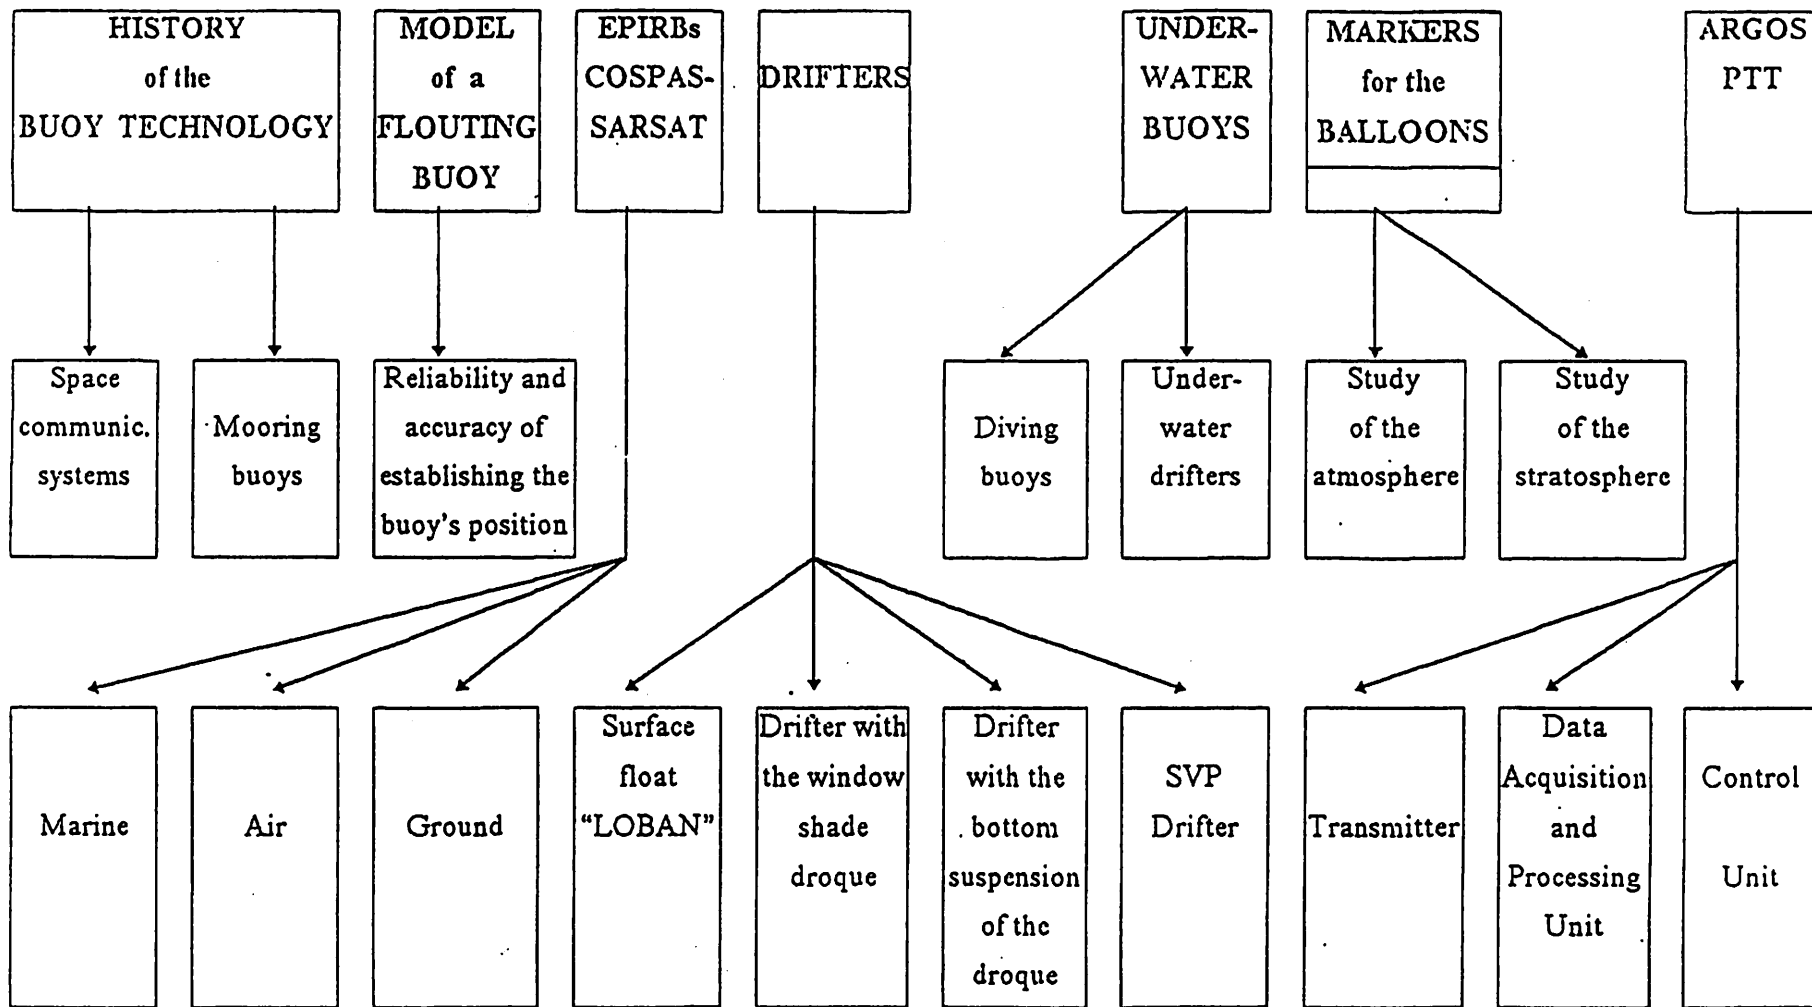 HISTORY
of the
BUOY TECHNOLOGY
MODEL
of a
FLOUTING
BUOY
EPIRBs
COSPAS-
SARSAT
DRIFTERS
UNDER-
WATER
BUOYS
MARKERS
for the
BALLOONS
ARGOS
PTT
Space
communic.
systems
Mooring
buoys
Reliability and
accuracy of
establishing the
buoy's position
Diving
buoys
Under-
water
drifters
Study
of the
atmosphere
Study
of the
stratosphere
Marine
Air
Ground
Surface
float
“LOBAN”
Drifter with
the window
shade
droque
Drifter
with the
bottom
suspension
of the
droque
SVP
Drifter
Transmitter
Data
Acquisition
and
Processing
Unit
Control
Unit